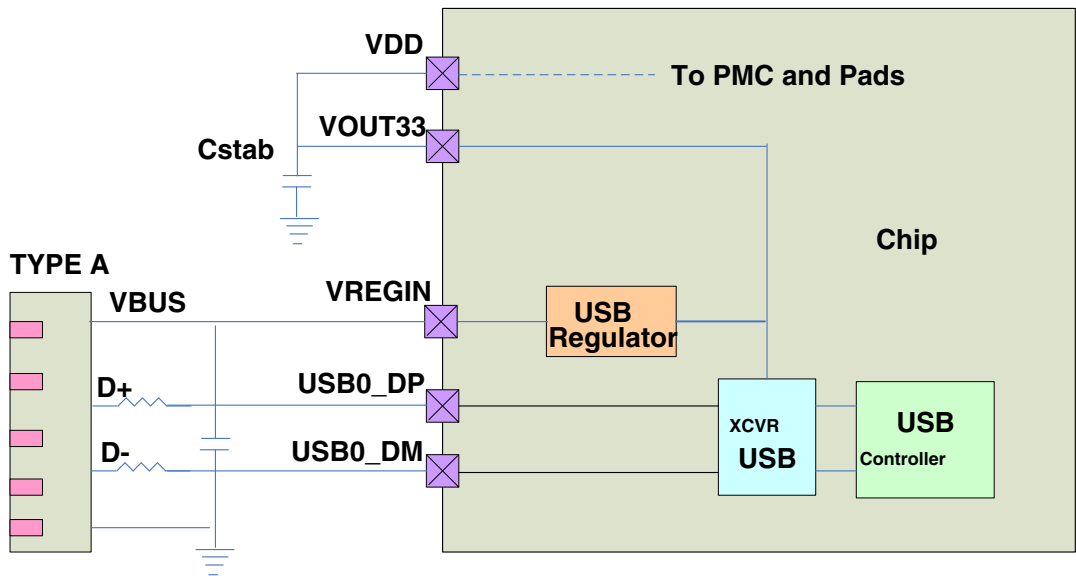 VDD
To PMC and Pads
VOUT33
Cstab
Chip
TYPE A
VBUS
VREGIN
USB
Regulator
D+
USB0_DP
D-
USB0_DM
XCVR
USB
USB
Controller